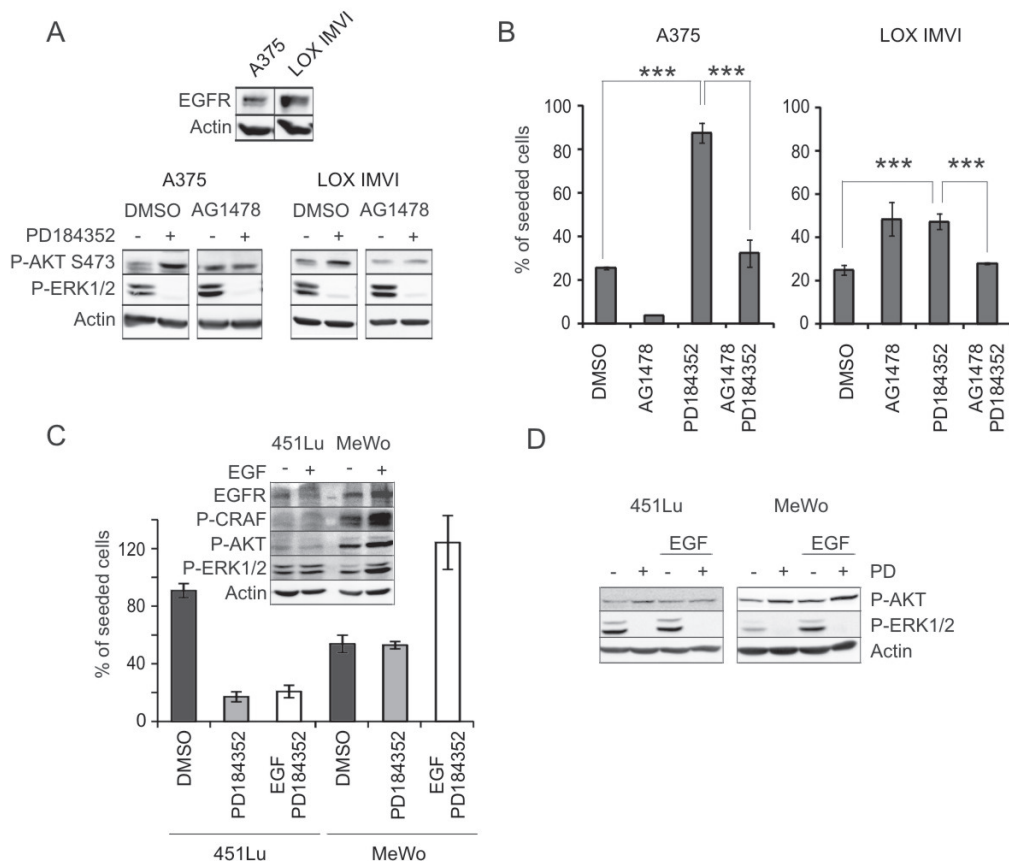 A
A375
LOX IMVI
EGFR
Actin
A375
LOX IMVI
DMSO AG1478
DMSO AG1478
PD184352 - + - + - + - +
P-AKT S473
P-ERK1/2
Actin
B
A375
LOX IMVI
*** ***
*** ***
% of seeded cells
100
80
60
40
20
0
100
80
60
40
20
0
DMSO
AG1478
PD184352
AG1478
PD184352
DMSO
AG1478
PD184352
AG1478
PD184352
C
451Lu MeWo
EGF - + - +
EGFR
P-CRAF
P-AKT
P-ERK1/2
Actin
% of seeded cells
120
80
40
0
DMSO
PD184352
EGF
PD184352
DMSO
PD184352
EGF
PD184352
451Lu
MeWo
D
451Lu
MeWo
EGF
EGF
- + - + - + - + PD
P-AKT
P-ERK1/2
Actin